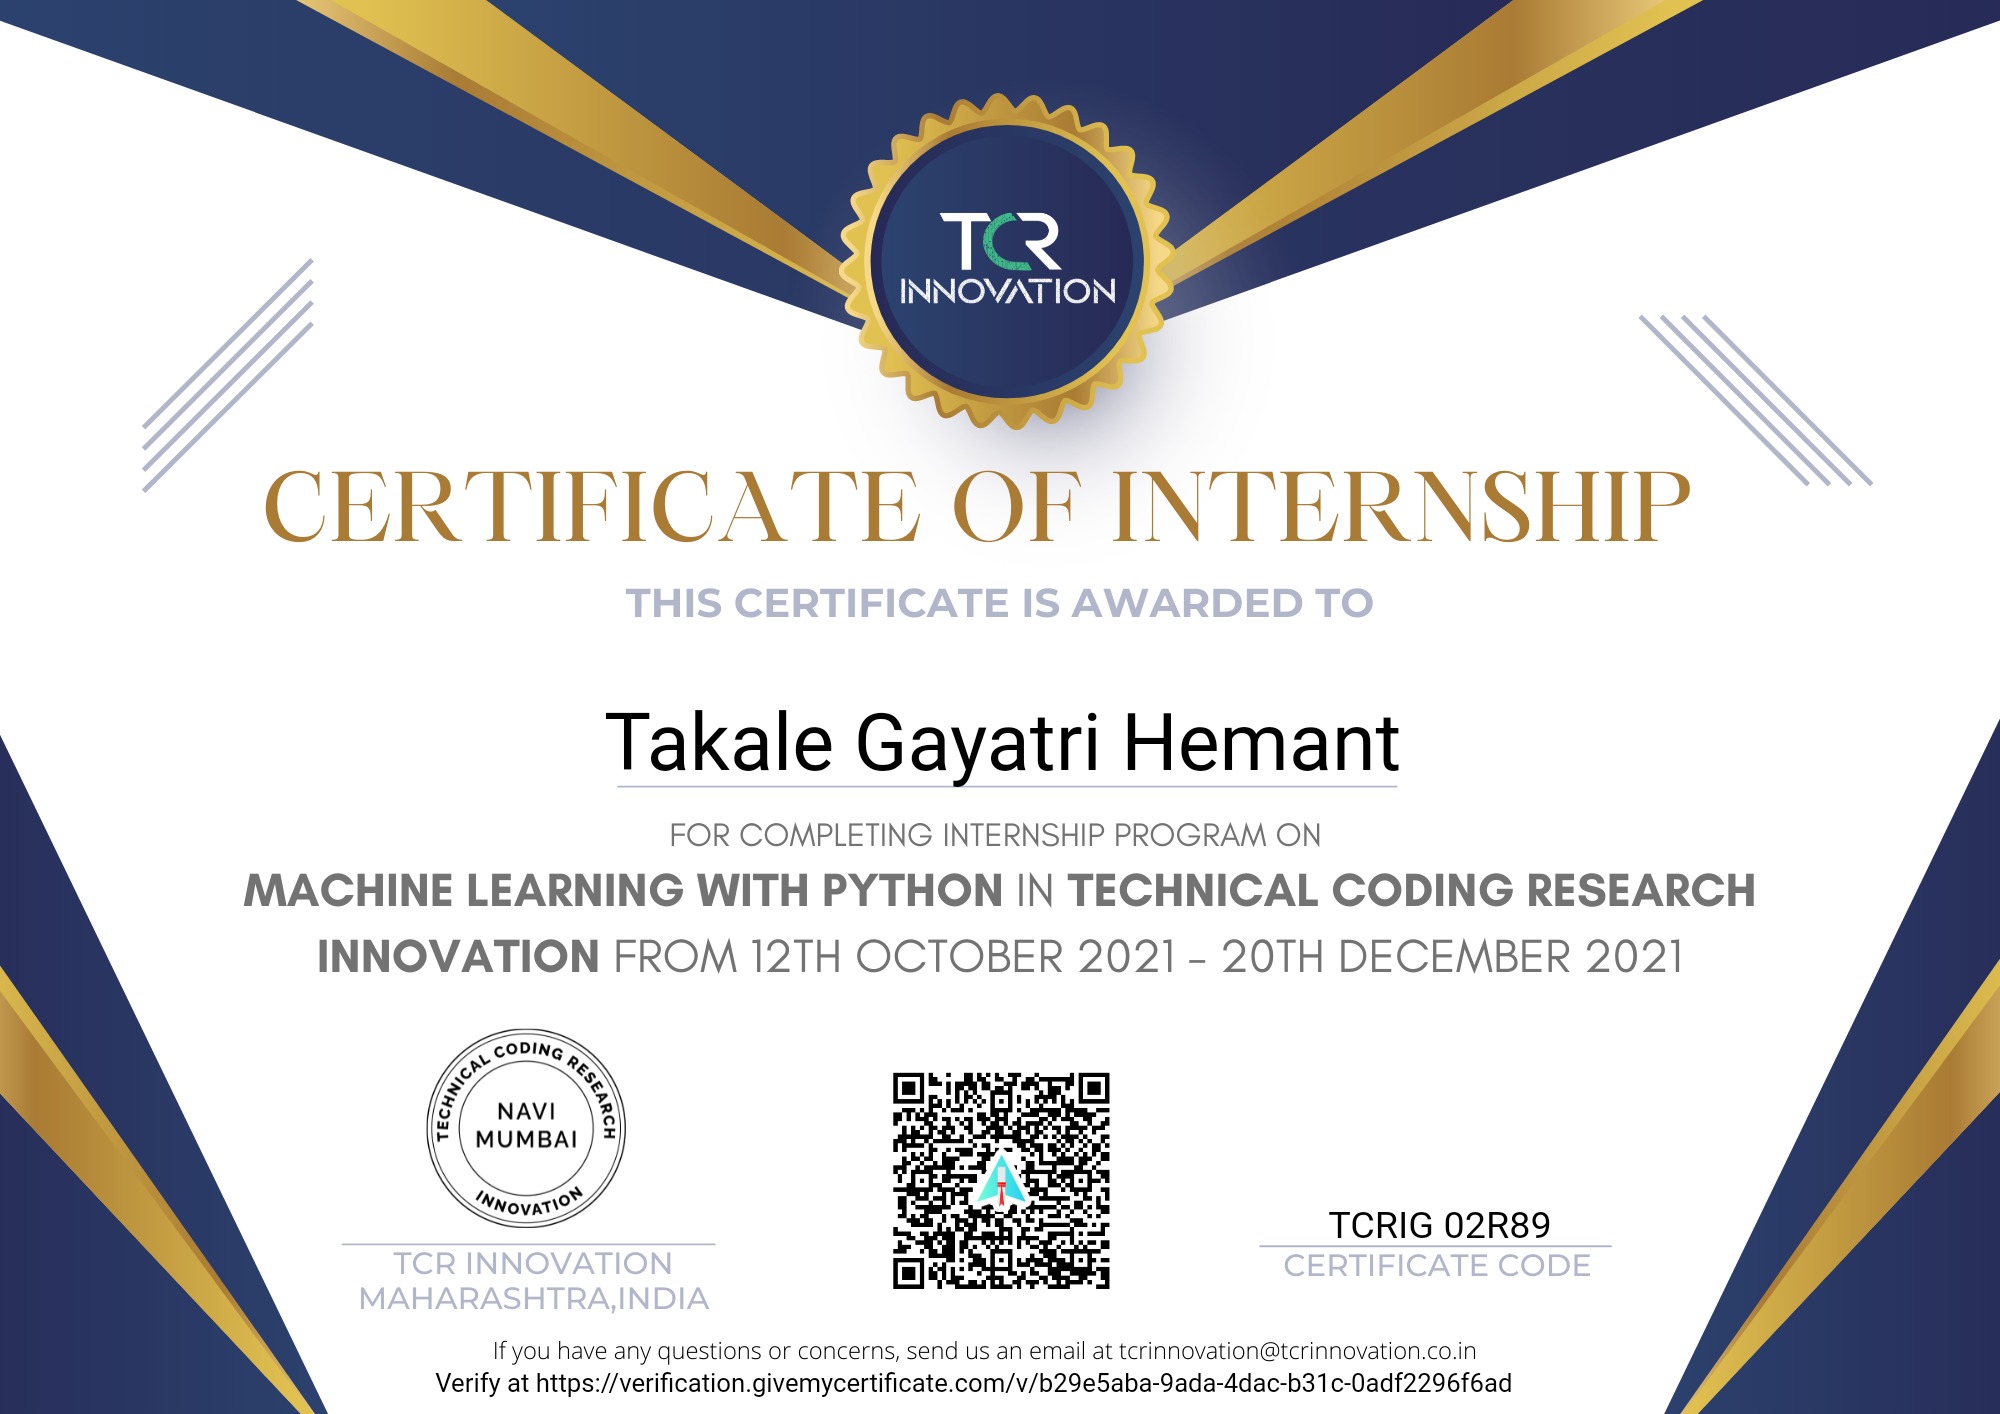 TCR
INNOVATION
CERTIFICATE OF INTERNSHIP
THIS CERTIFICATE IS AWARDED TO
Takale Gayatri Hemant
FOR COMPLETING INTERNSHIP PROGRAM ON
MACHINE LEARNING WITH PYTHON IN TECHNICAL CODING RESEARCH
INNOVATION FROM 12TH OCTOBER 2021 - 20TH DECEMBER 2021
TECHNICAL CODING RESEARCH
NAVI
MUMBAI
INNOVATION
TCR INNOVATION
MAHARASHTRA,INDIA
TCRIG 02R89
CERTIFICATE CODE
If you have any questions or concerns, send us an email at tcrinnovation@tcrinnovation.co.in
Verify at https://verification.givemycertificate.com/v/b29e5aba-9ada-4dac-b31c-0adf2296f6ad